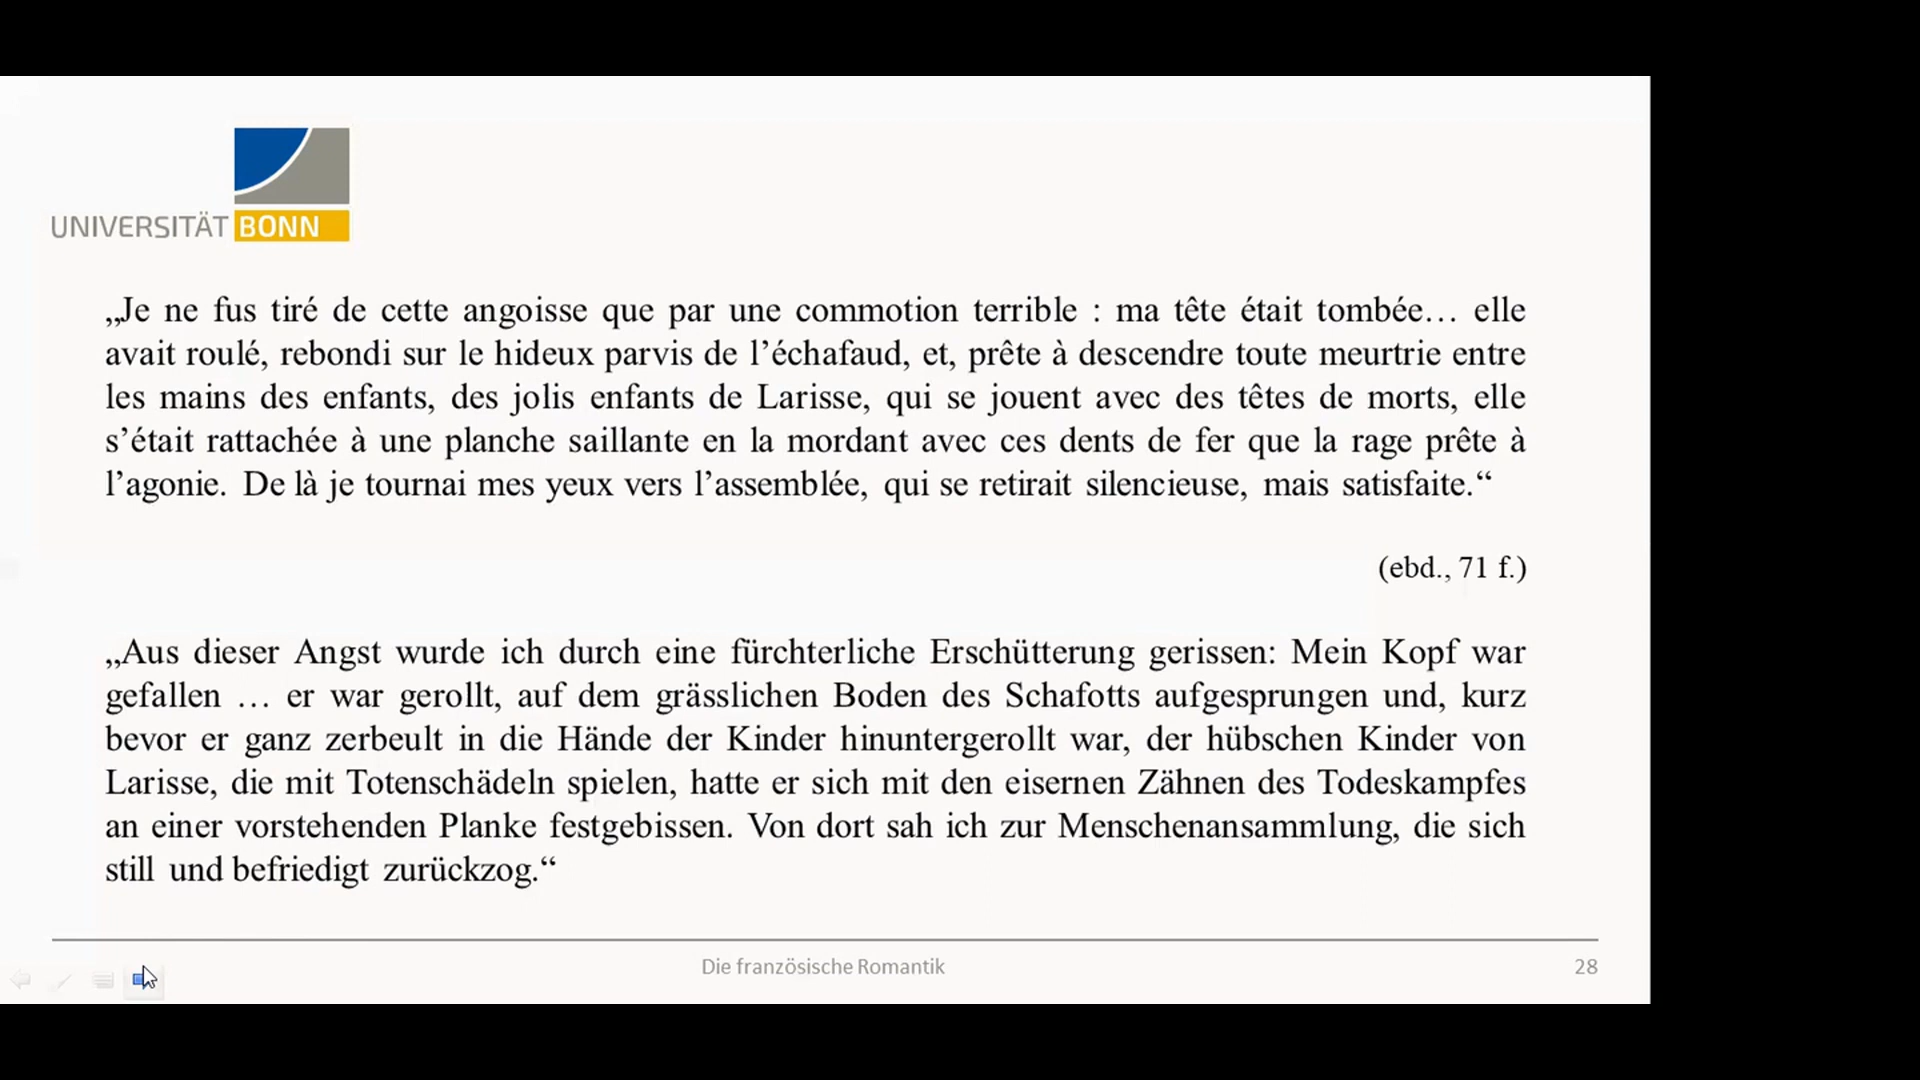 UNIVERSITÄT BONN
„Je ne fus tiré de cette angoisse que par une commotion terrible : ma tête était tombée… elle
avait roulé, rebondi sur le hideux parvis de l’échafaud, et, prête à descendre toute meurtrie entre
les mains des enfants, des jolis enfants de Larisse, qui se jouent avec des têtes de morts, elle
s’était rattachée à une planche saillante en la mordant avec ces dents de fer que la rage prête à
l’agonie. De là je tournai mes yeux vers l’assemblée, qui se retirait silencieuse, mais satisfaite.“
(ebd., 71 f.)
„Aus dieser Angst wurde ich durch eine fürchterliche Erschütterung gerissen: Mein Kopf war
gefallen … er war gerollt, auf dem grässlichen Boden des Schafotts aufgesprungen und, kurz
bevor er ganz zerbeult in die Hände der Kinder hinuntergerollt war, der hübschen Kinder von
Larisse, die mit Totenschädeln spielen, hatte er sich mit den eisernen Zähnen des Todeskampfes
an einer vorstehenden Planke festgebissen. Von dort sah ich zur Menschenansammlung, die sich
still und befriedigt zurückzog.“
Die französische Romantik
28